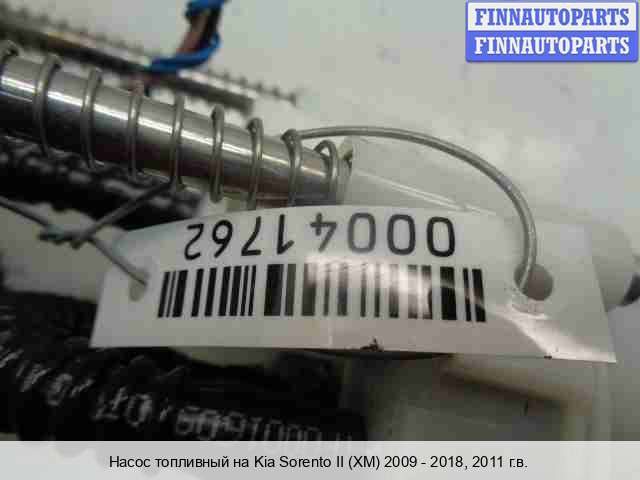 FINNAUTOPARTS
FINNAUTOPARTS
00041762
Насос топливный на Kia Sorento II (XM) 2009 - 2018, 2011 г.в.